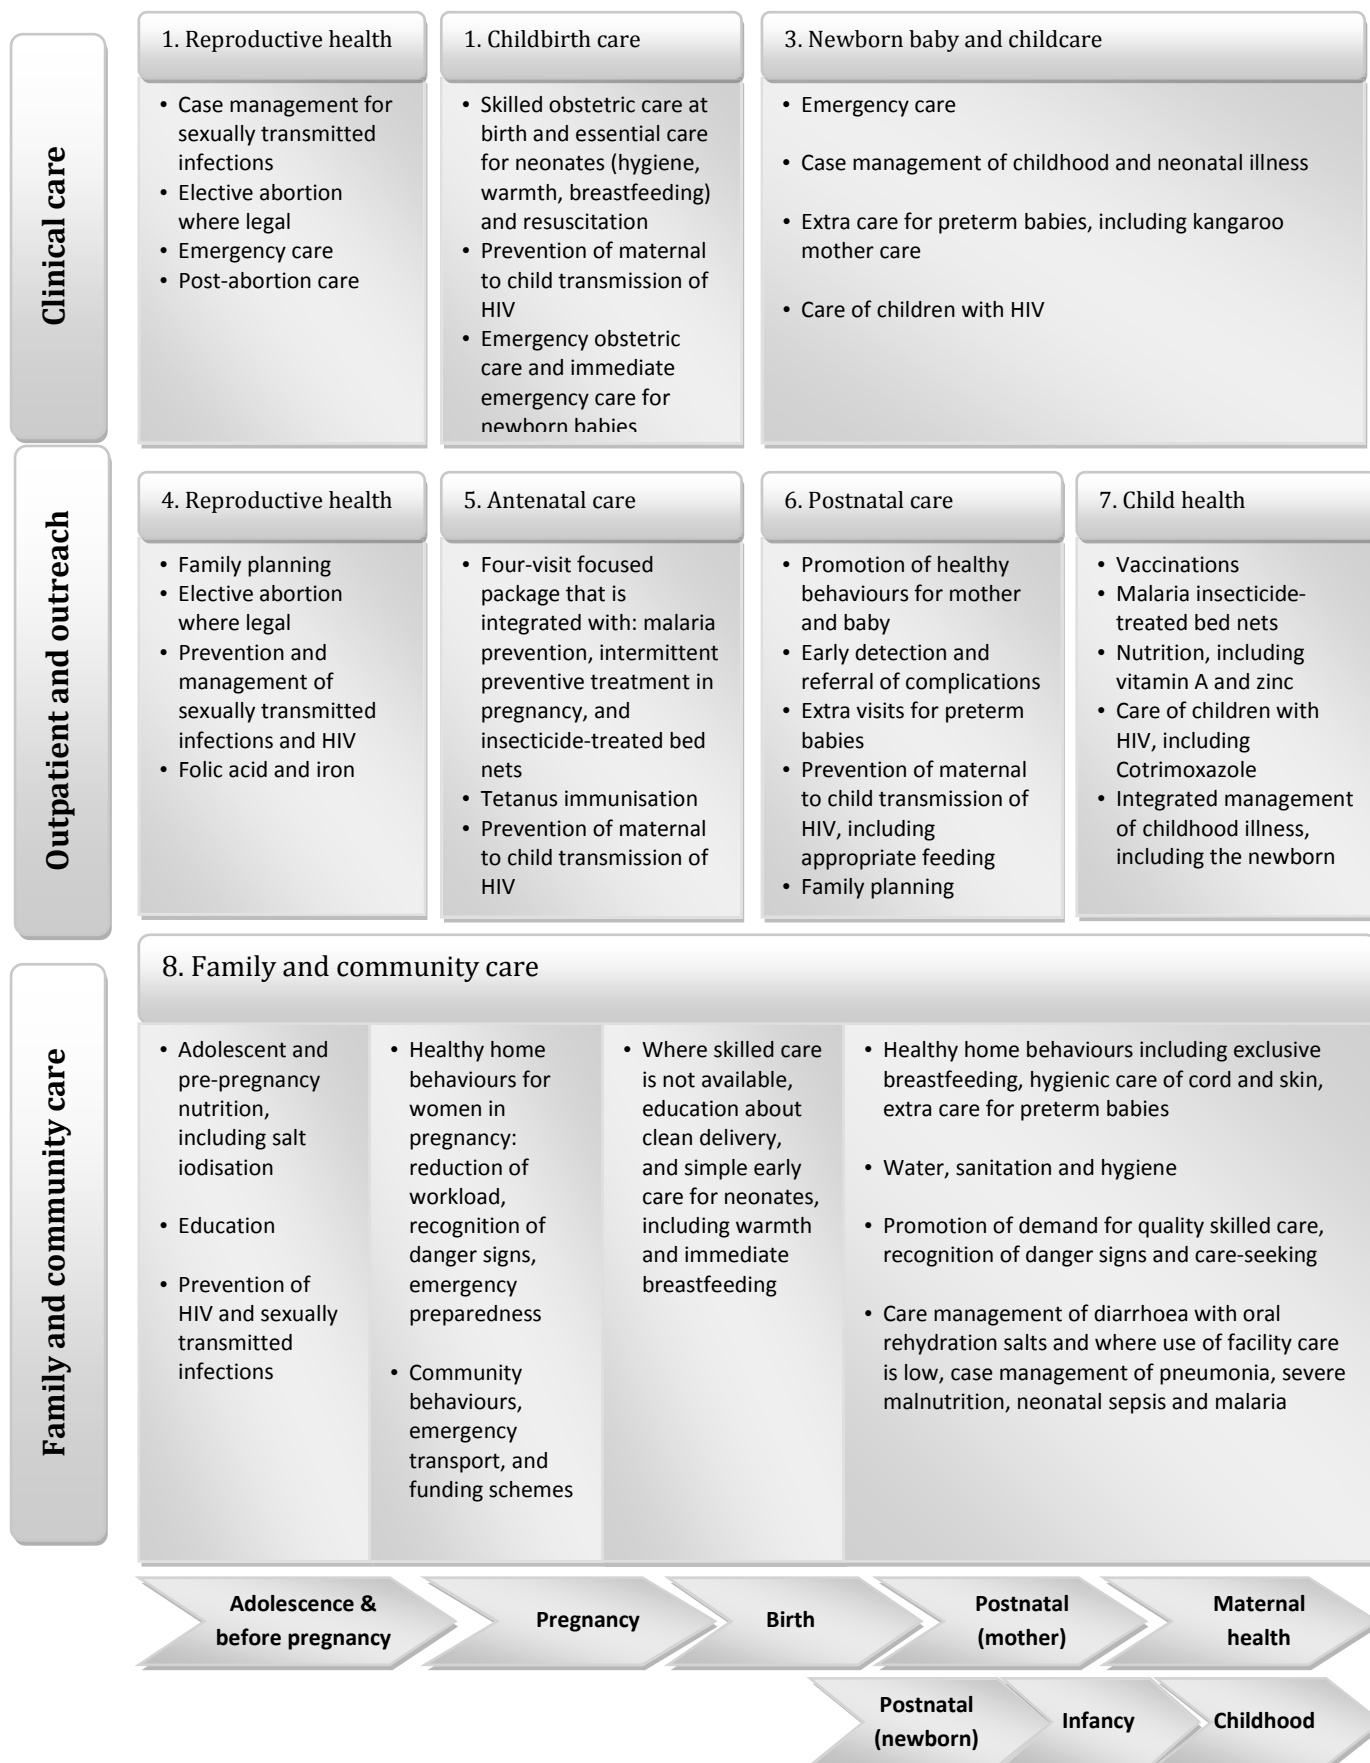 Clinical care
1. Reproductive health
• Case management for
sexually transmitted
infections
• Elective abortion
where legal
• Emergency care
• Post-abortion care
1. Childbirth care
• Skilled obstetric care at
birth and essential care
for neonates (hygiene,
warmth, breastfeeding)
and resuscitation
• Prevention of maternal
to child transmission of
HIV
• Emergency obstetric
care and immediate
emergency care for
newborn babies
3. Newborn baby and childcare
• Emergency care
• Case management of childhood and neonatal illness
• Extra care for preterm babies, including kangaroo
mother care
• Care of children with HIV
Outpatient and outreach
4. Reproductive health
• Family planning
• Elective abortion
where legal
• Prevention and
management of
sexually transmitted
infections and HIV
• Folic acid and iron
5. Antenatal care
• Four-visit focused
package that is
integrated with: malaria
prevention, intermittent
preventive treatment in
pregnancy, and
insecticide-treated bed
nets
• Tetanus immunisation
• Prevention of maternal
to child transmission of
HIV
6. Postnatal care
• Promotion of healthy
behaviours for mother
and baby
• Early detection and
referral of complications
• Extra visits for preterm
babies
• Prevention of maternal
to child transmission of
HIV, including
appropriate feeding
• Family planning
7. Child health
• Vaccinations
• Malaria insecticide-
treated bed nets
• Nutrition, including
vitamin A and zinc
• Care of children with
HIV, including
Cotrimoxazole
• Integrated management
of childhood illness,
including the newborn
Family and community care
8. Family and community care
• Adolescent and
pre-pregnancy
nutrition,
including salt
iodisation
• Education
• Prevention of
HIV and sexually
transmitted
infections
• Healthy home
behaviours for
women in
pregnancy:
reduction of
workload,
recognition of
danger signs,
emergency
preparedness
• Community
behaviours,
emergency
transport, and
funding schemes
• Where skilled care
is not available,
education about
clean delivery,
and simple early
care for neonates,
including warmth
and immediate
breastfeeding
• Healthy home behaviours including exclusive
breastfeeding, hygienic care of cord and skin,
extra care for preterm babies
• Water, sanitation and hygiene
• Promotion of demand for quality skilled care,
recognition of danger signs and care-seeking
• Care management of diarrhoea with oral
rehydration salts and where use of facility care
is low, case management of pneumonia, severe
malnutrition, neonatal sepsis and malaria
Adolescence &
before pregnancy
Pregnancy
Birth
Postnatal
(mother)
Maternal
health
Postnatal
(newborn)
Infancy
Childhood